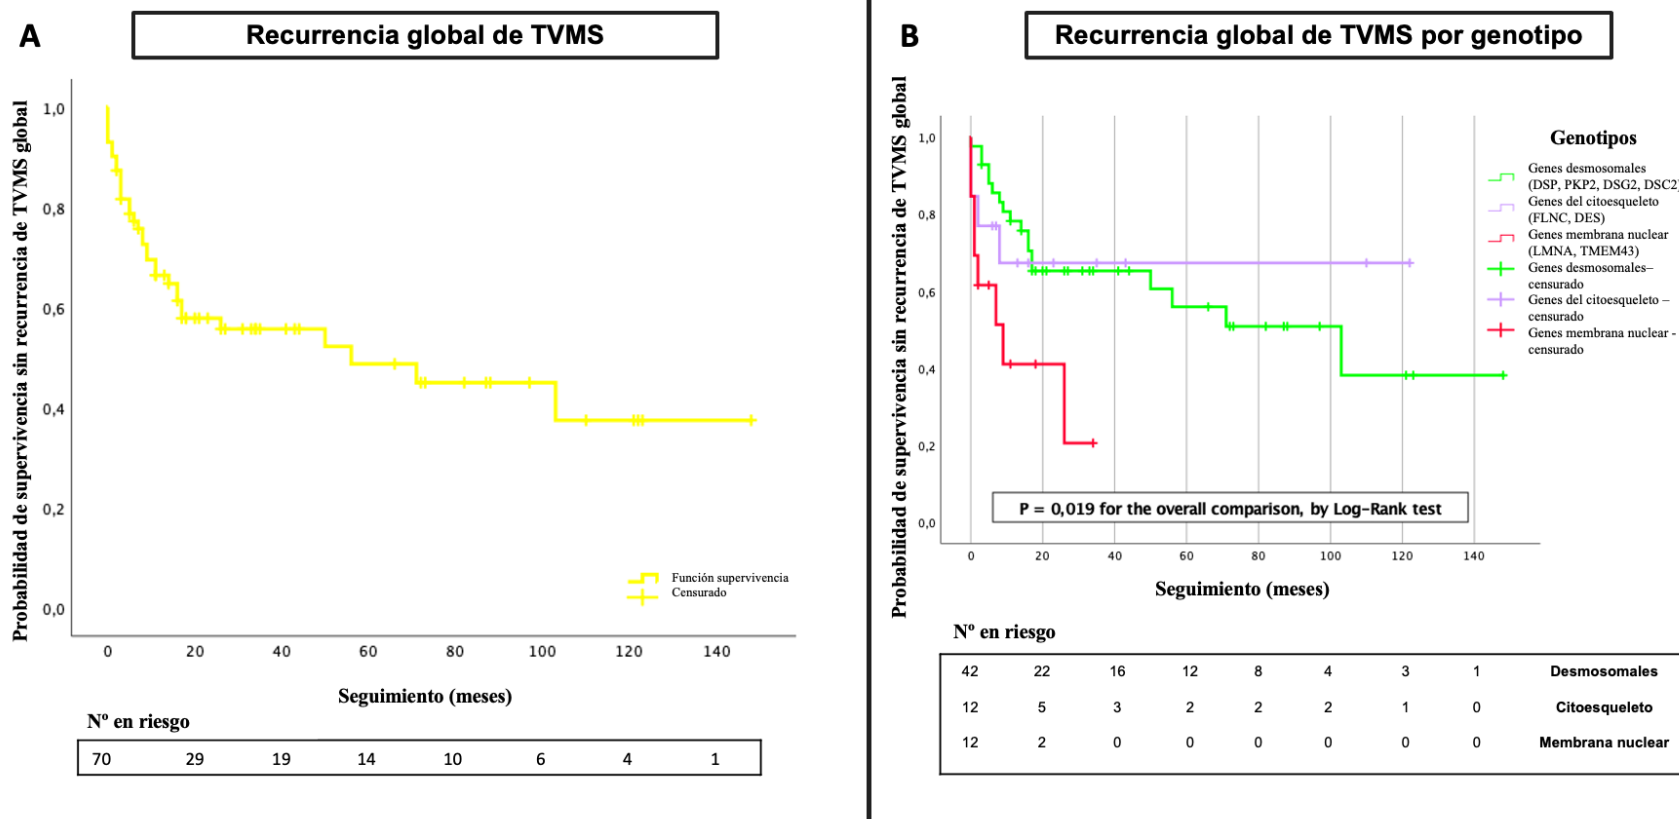 A
Recurrencia global de TVMS
Probabilidad de supervivencia sin recurrencia de TVMS global
1,0
0,8
0,6
0,4
0,2
0,0
Función supervivencia
Censurado
0 20 40 60 80 100 120 140
Seguimiento (meses)
Nº en riesgo
70 29 19 14 10 6 4 1
B
Recurrencia global de TVMS por genotipo
Probabilidad de supervivencia sin recurrencia de TVMS global
1,0
0,8
0,6
0,4
0,2
0,0
Genotipos
Genes desmosomales
(DSP, PKP2, DSG2, DSC2)
Genes del citoesqueleto
(FLNC, DES)
Genes membrana nuclear
(LMNA, TMEM43)
Genes desmosomales–
censurado
Genes del citoesqueleto –
censurado
Genes membrana nuclear -
censurado
P = 0,019 for the overall comparison, by Log-Rank test
0 20 40 60 80 100 120 140
Seguimiento (meses)
Nº en riesgo
42 22 16 12 8 4 3 1 Desmosomales
12 5 3 2 2 2 1 0 Citoesqueleto
12 2 0 0 0 0 0 0 Membrana nuclear